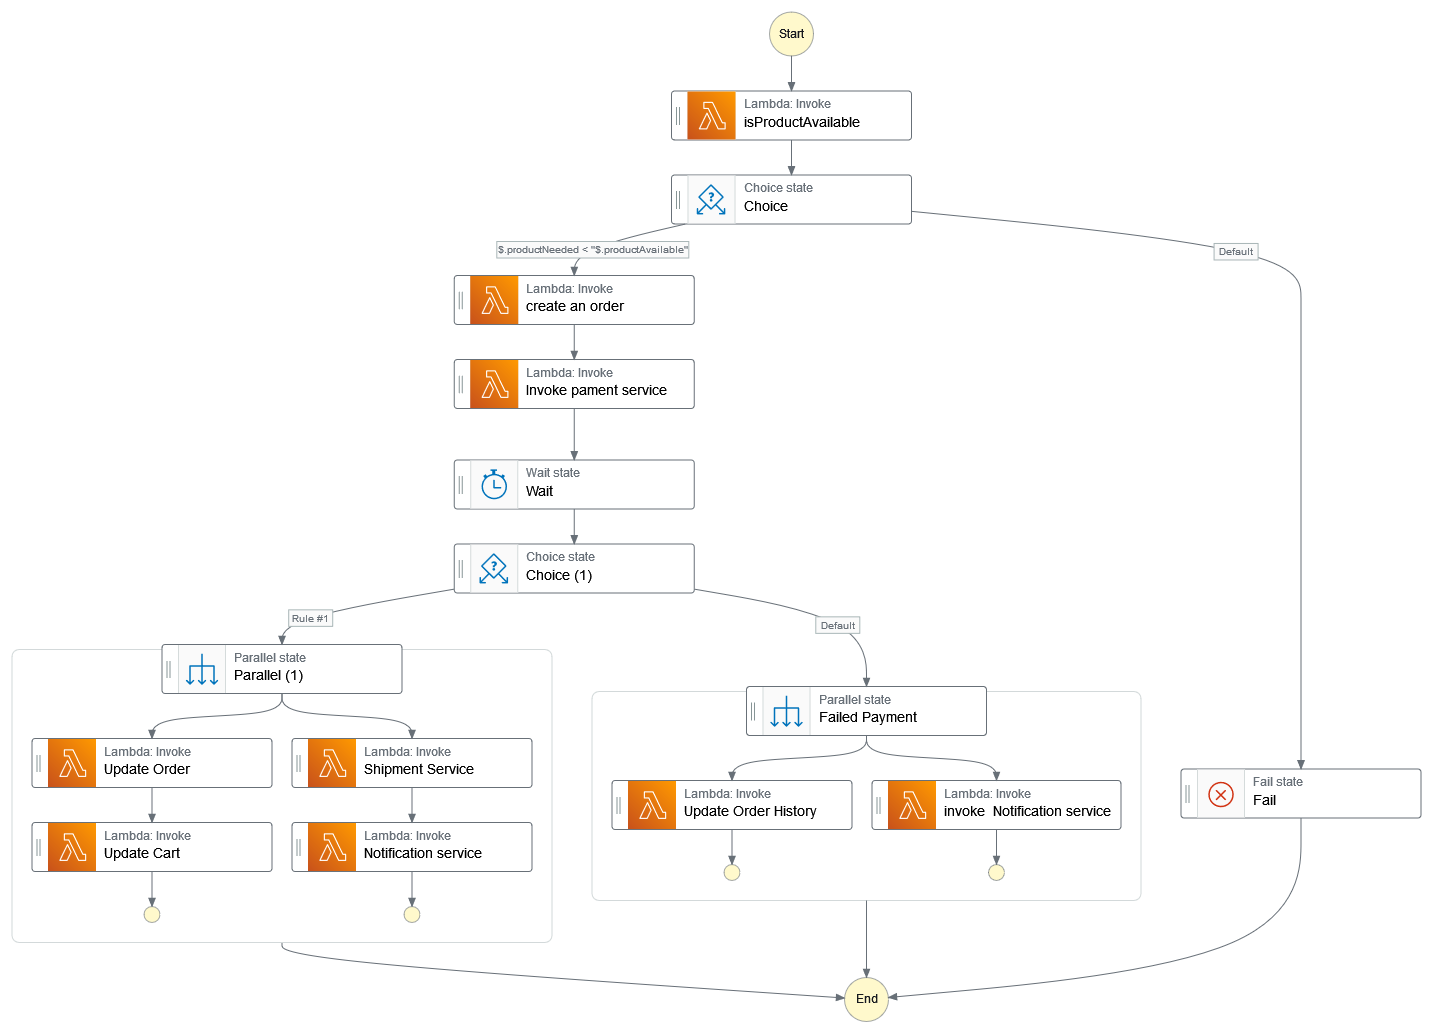 Start
Lambda: Invoke
isProductAvailable
Choice state
Choice
$.productNeeded < "$.productAvailable"
Default
Lambda: Invoke
create an order
Lambda: Invoke
Invoke pament service
Wait state
Wait
Choice state
Choice (1)
Rule #1
Default
Parallel state
Parallel (1)
Parallel state
Failed Payment
Lambda: Invoke
Update Order
Lambda: Invoke
Shipment Service
Lambda: Invoke
Update Order History
Lambda: Invoke
invoke  Notification service
Fail state
Fail
Lambda: Invoke
Update Cart
Lambda: Invoke
Notification service
End